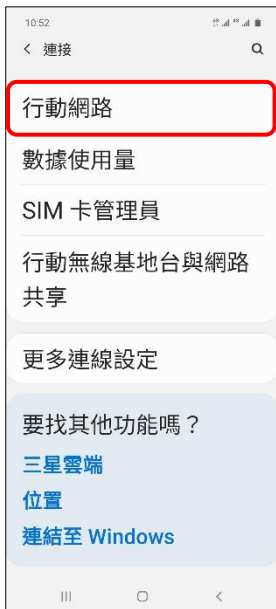 10:52
連接
行動網路
數據使用量
SIM 卡管理員
行動無線基地台與網路
共享
更多連線設定
要找其他功能嗎？
三星雲端
位置
連結至 Windows